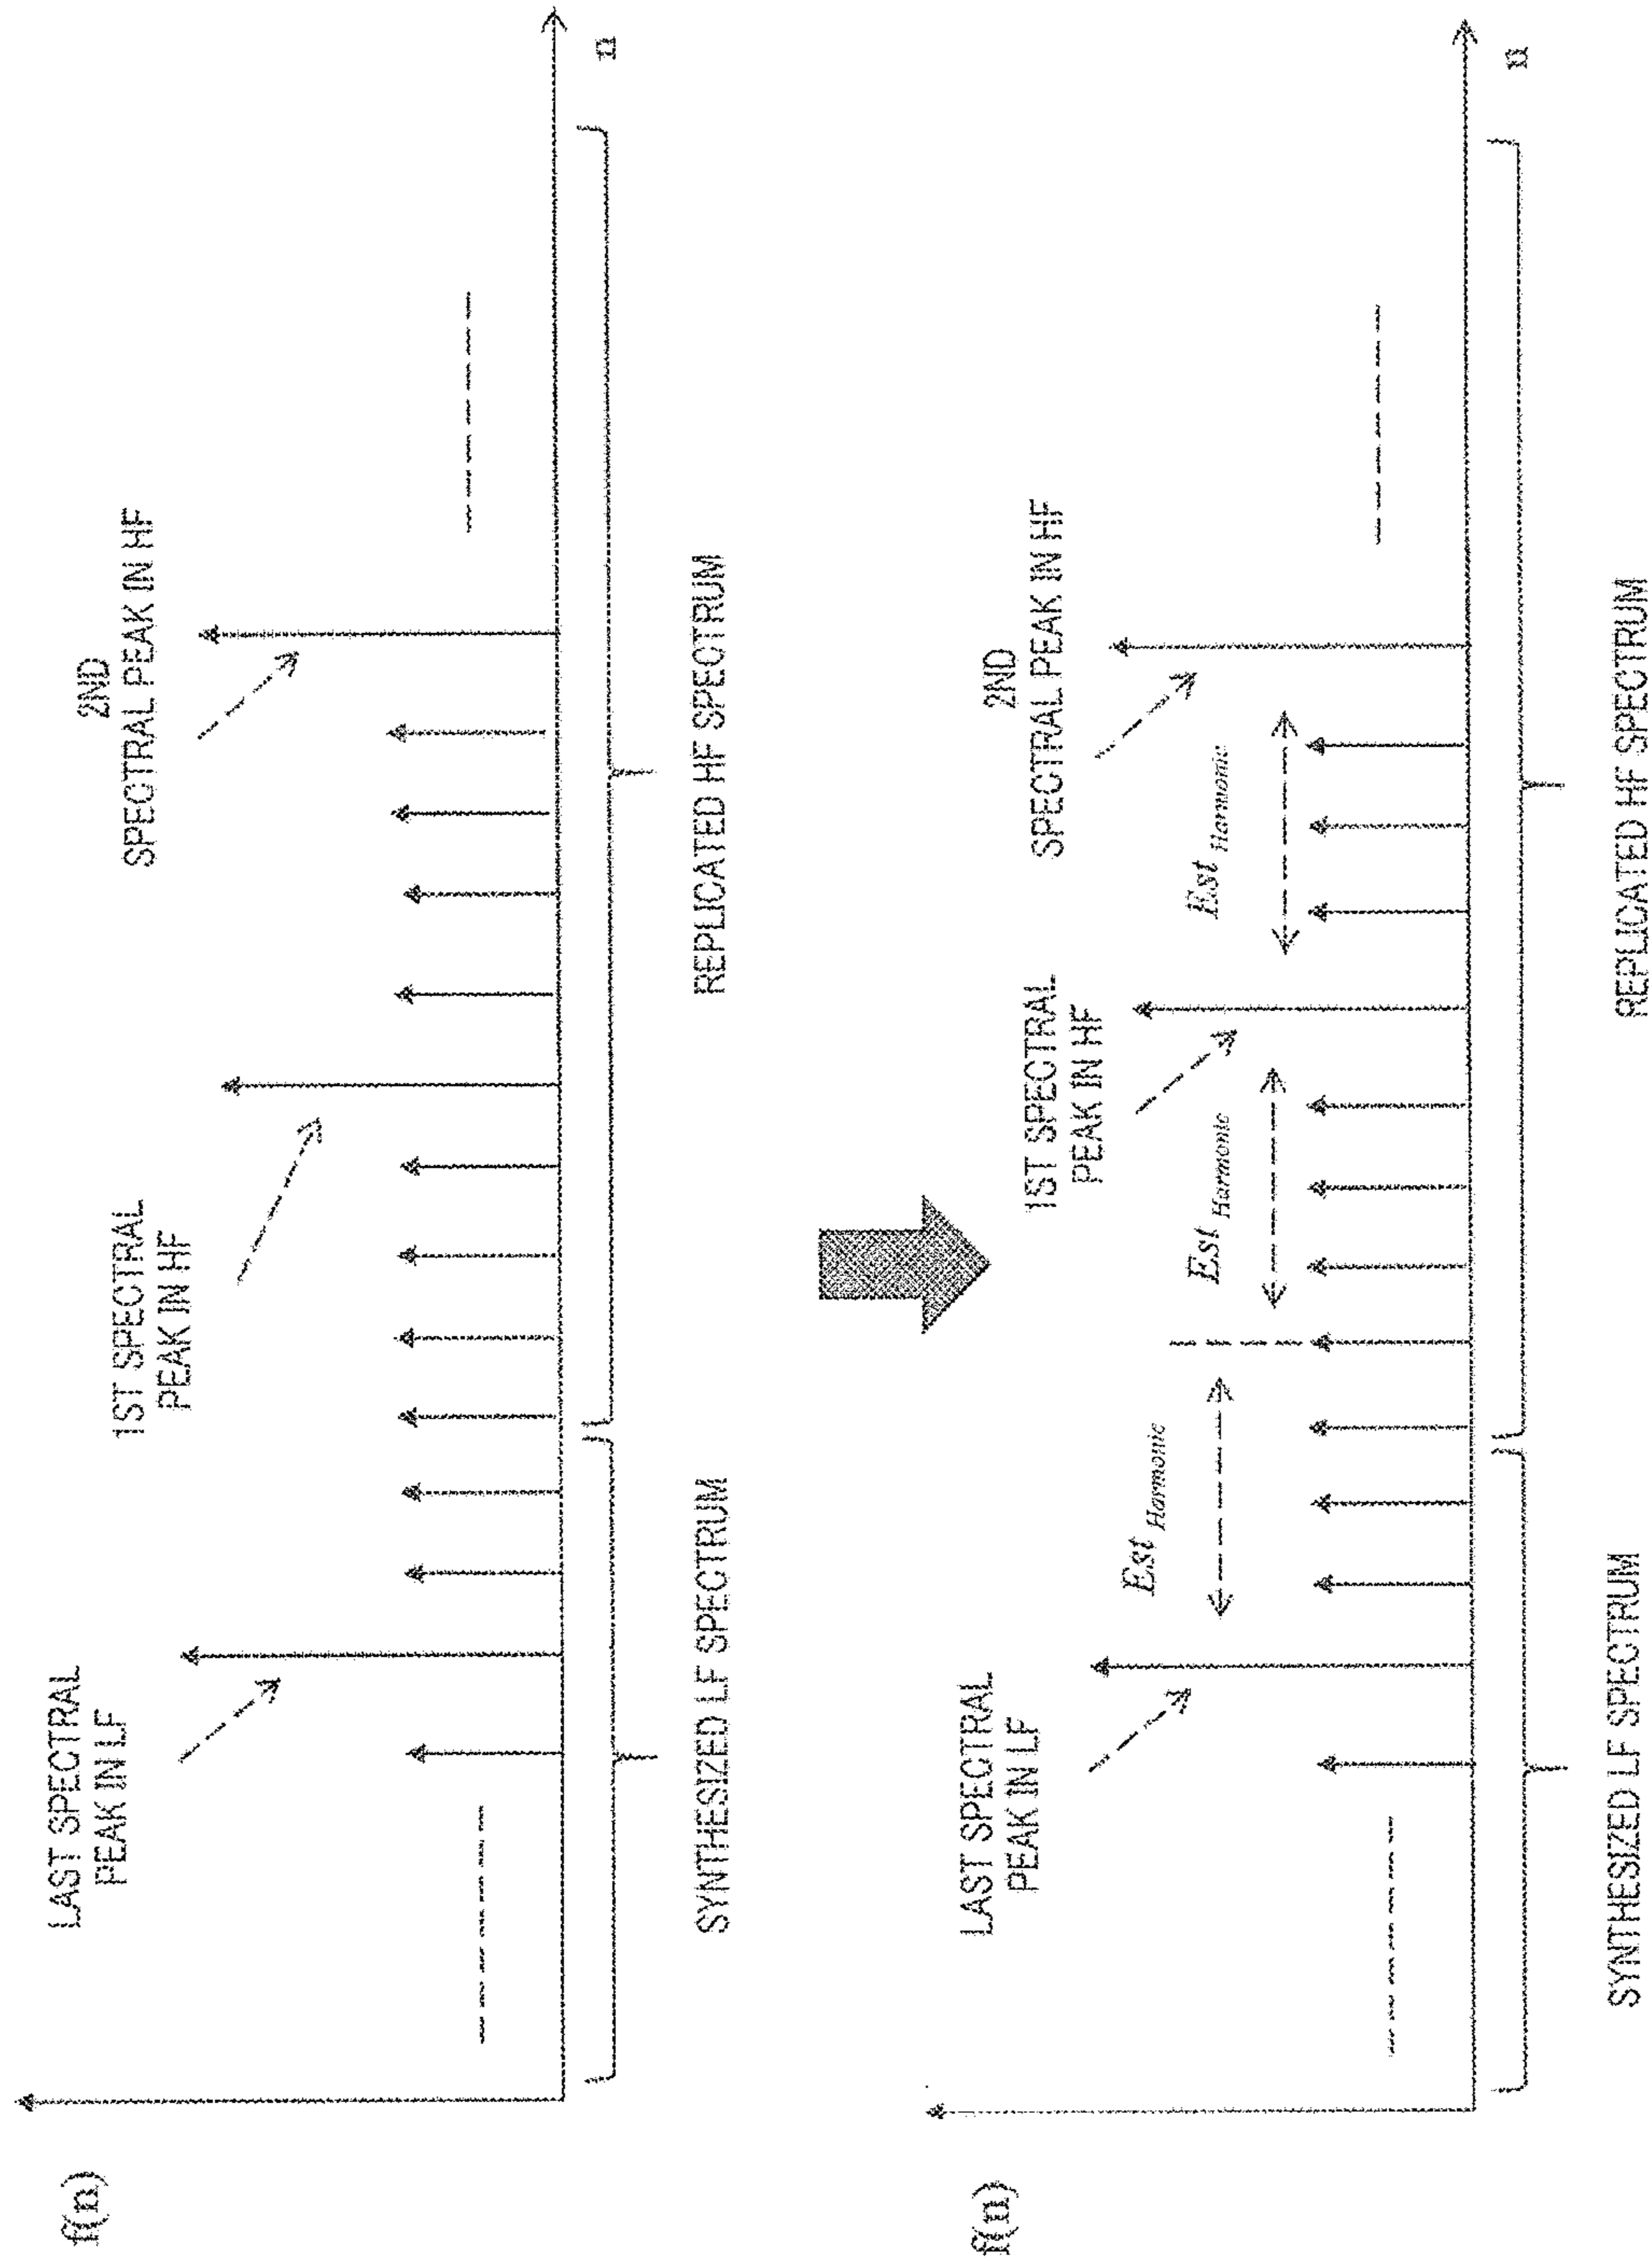 f(n)
LAST SPECTRAL
PEAK IN LF
1ST SPECTRAL
PEAK IN HF
2ND
SPECTRAL PEAK IN HF
n
SYNTHESIZED LF SPECTRUM
REPLICATED HF SPECTRUM
f(n)
LAST SPECTRAL
PEAK IN LF
Est Harmonic
Est Harmonic
1ST SPECTRAL
PEAK IN HF
Est Harmonic
2ND
SPECTRAL PEAK IN HF
n
SYNTHESIZED LF SPECTRUM
REPLICATED HF SPECTRUM